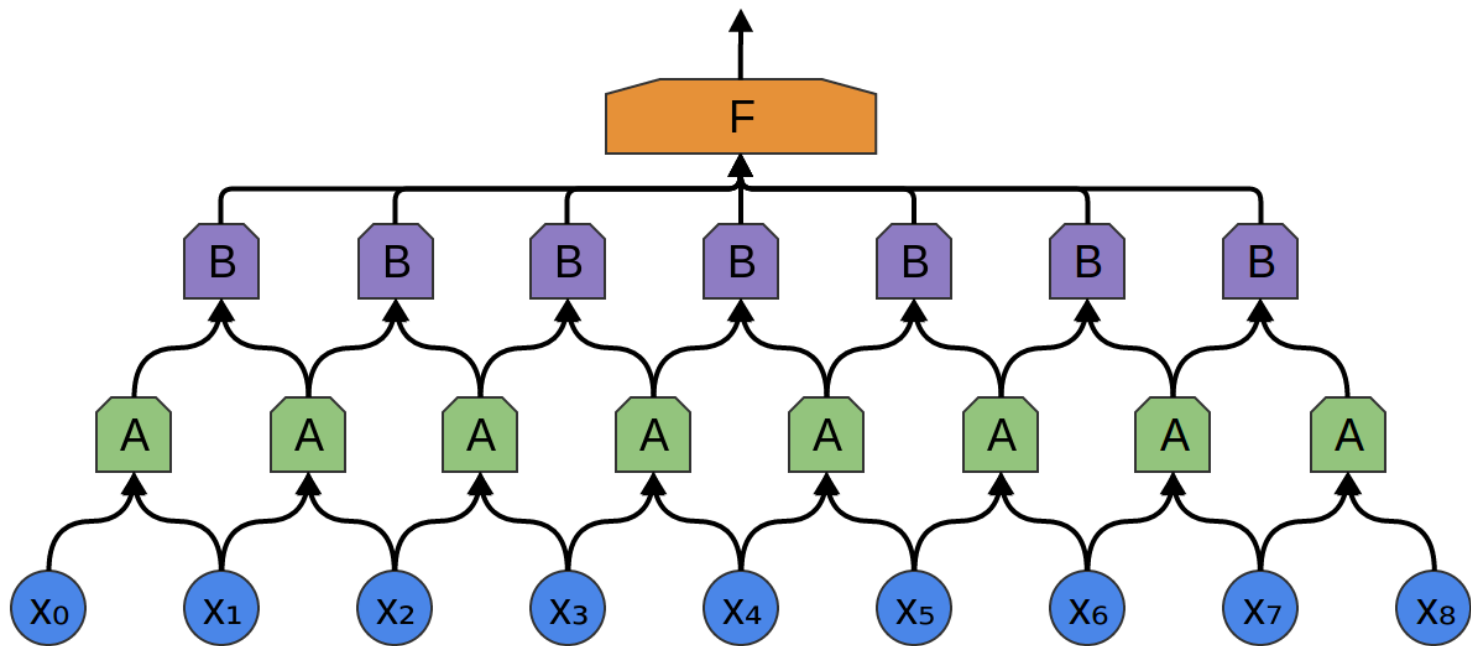 F
B B B B B B B
A A A A A A A A
x₀ x₁ x₂ x₃ x₄ x₅ x₆ x₇ x₈